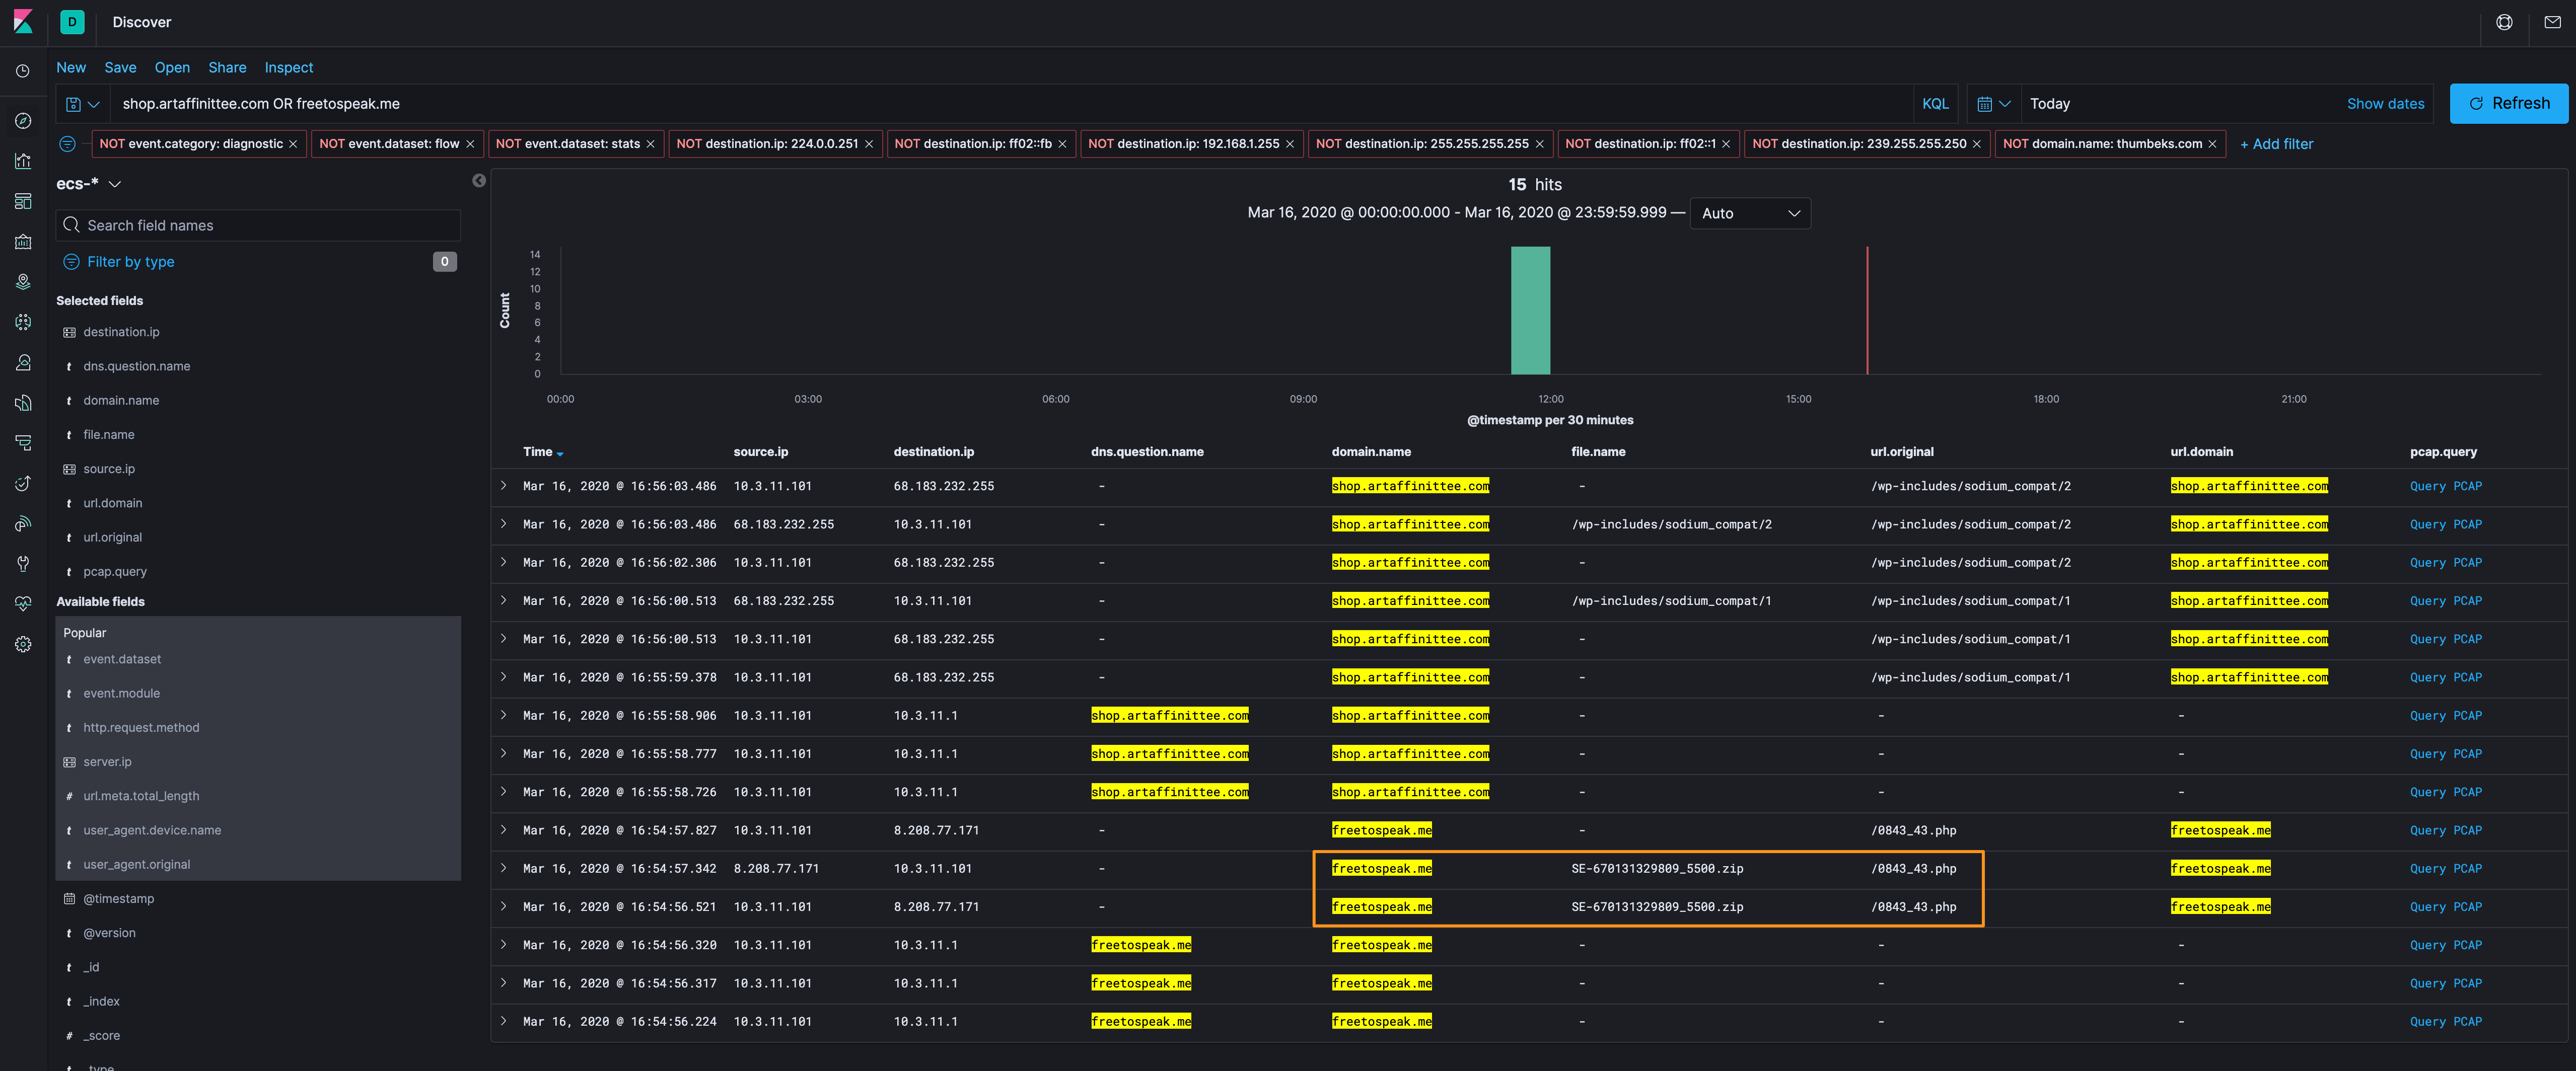 D Discover
New Save Open Share Inspect
shop.artaffinittee.com OR freetospeak.me KQL Today Show dates Refresh
NOT event.category: diagnostic × NOT event.dataset: flow × NOT event.dataset: stats × NOT destination.ip: 224.0.0.251 × NOT destination.ip: ff02::fb × NOT destination.ip: 192.168.1.255 × NOT destination.ip: 255.255.255.255 × NOT destination.ip: ff02::1 × NOT destination.ip: 239.255.255.250 × NOT domain.name: thumbeks.com × + Add filter
ecs-*
Search field names
Filter by type 0
Selected fields
destination.ip
t dns.question.name
t domain.name
t file.name
source.ip
t url.domain
t url.original
t pcap.query
Available fields
Popular
t event.dataset
t event.module
t http.request.method
server.ip
# url.meta.total_length
t user_agent.device.name
t user_agent.original
@timestamp
t @version
t _id
t _index
# _score
t _type
15 hits
Mar 16, 2020 @ 00:00:00.000 - Mar 16, 2020 @ 23:59:59.999 — Auto
Count
14
12
10
8
6
4
2
0
00:00 03:00 06:00 09:00 12:00 15:00 18:00 21:00
@timestamp per 30 minutes
Time source.ip destination.ip dns.question.name domain.name file.name url.original url.domain pcap.query
Mar 16, 2020 @ 16:56:03.486 10.3.11.101 68.183.232.255 - shop.artaffinittee.com - /wp-includes/sodium_compat/2 shop.artaffinittee.com Query PCAP
Mar 16, 2020 @ 16:56:03.486 68.183.232.255 10.3.11.101 - shop.artaffinittee.com /wp-includes/sodium_compat/2 /wp-includes/sodium_compat/2 shop.artaffinittee.com Query PCAP
Mar 16, 2020 @ 16:56:02.306 10.3.11.101 68.183.232.255 - shop.artaffinittee.com - /wp-includes/sodium_compat/2 shop.artaffinittee.com Query PCAP
Mar 16, 2020 @ 16:56:00.513 68.183.232.255 10.3.11.101 - shop.artaffinittee.com /wp-includes/sodium_compat/1 /wp-includes/sodium_compat/1 shop.artaffinittee.com Query PCAP
Mar 16, 2020 @ 16:56:00.513 10.3.11.101 68.183.232.255 - shop.artaffinittee.com - /wp-includes/sodium_compat/1 shop.artaffinittee.com Query PCAP
Mar 16, 2020 @ 16:55:59.378 10.3.11.101 68.183.232.255 - shop.artaffinittee.com - /wp-includes/sodium_compat/1 shop.artaffinittee.com Query PCAP
Mar 16, 2020 @ 16:55:58.906 10.3.11.101 10.3.11.1 shop.artaffinittee.com shop.artaffinittee.com - - - Query PCAP
Mar 16, 2020 @ 16:55:58.777 10.3.11.101 10.3.11.1 shop.artaffinittee.com shop.artaffinittee.com - - - Query PCAP
Mar 16, 2020 @ 16:55:58.726 10.3.11.101 10.3.11.1 shop.artaffinittee.com shop.artaffinittee.com - - - Query PCAP
Mar 16, 2020 @ 16:54:57.827 10.3.11.101 8.208.77.171 - freetospeak.me - /0843_43.php freetospeak.me Query PCAP
Mar 16, 2020 @ 16:54:57.342 8.208.77.171 10.3.11.101 - freetospeak.me SE-670131329809_5500.zip /0843_43.php freetospeak.me Query PCAP
Mar 16, 2020 @ 16:54:56.521 10.3.11.101 8.208.77.171 - freetospeak.me SE-670131329809_5500.zip /0843_43.php freetospeak.me Query PCAP
Mar 16, 2020 @ 16:54:56.320 10.3.11.101 10.3.11.1 freetospeak.me freetospeak.me - - - Query PCAP
Mar 16, 2020 @ 16:54:56.317 10.3.11.101 10.3.11.1 freetospeak.me freetospeak.me - - - Query PCAP
Mar 16, 2020 @ 16:54:56.224 10.3.11.101 10.3.11.1 freetospeak.me freetospeak.me - - - Query PCAP